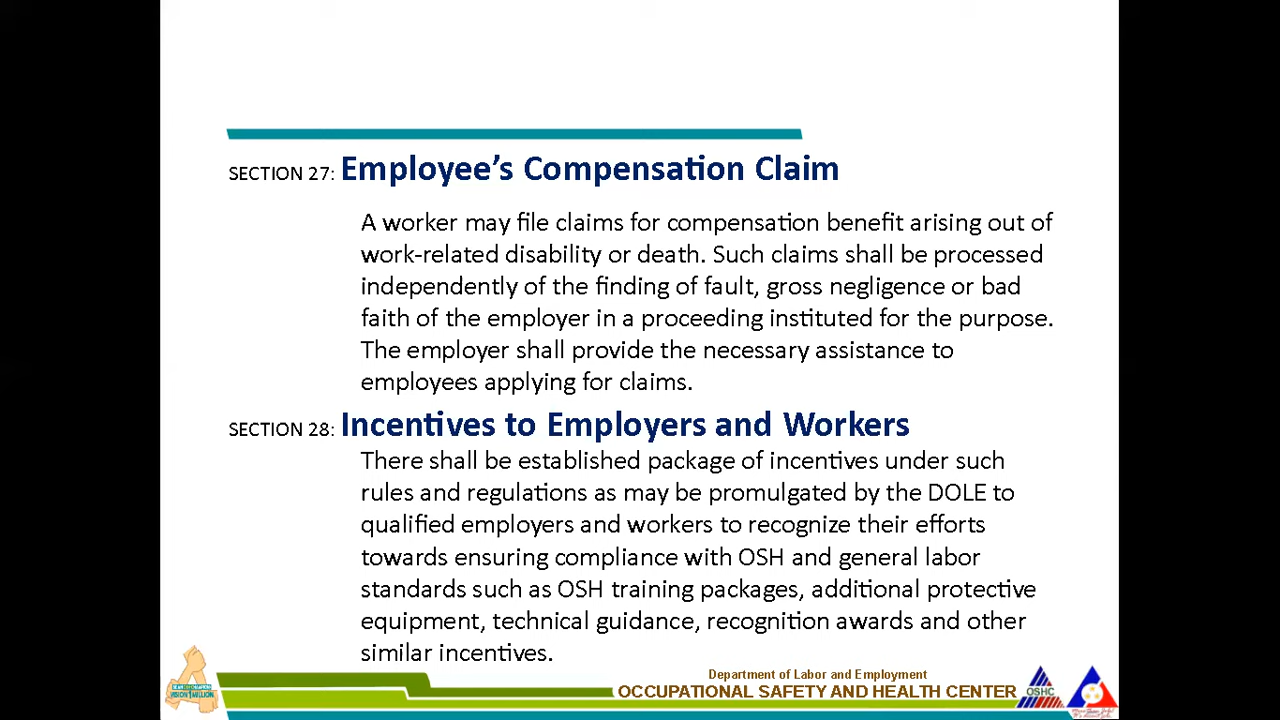 SECTION 27: Employee's Compensation Claim
A worker may file claims for compensation benefit arising out of
work-related disability or death. Such claims shall be processed
independently of the finding of fault, gross negligence or bad
faith of the employer in a proceeding instituted for the purpose.
The employer shall provide the necessary assistance to
employees applying for claims.
SECTION 28: Incentives to Employers and Workers
There shall be established package of incentives under such
rules and regulations as may be promulgated by the DOLE to
qualified employers and workers to recognize their efforts
towards ensuring compliance with OSH and general labor
standards such as OSH training packages, additional protective
equipment, technical guidance, recognition awards and other
similar incentives.
VISION 1 MILLION
Department of Labor and Employment
OCCUPATIONAL SAFETY AND HEALTH CENTER
OSHC